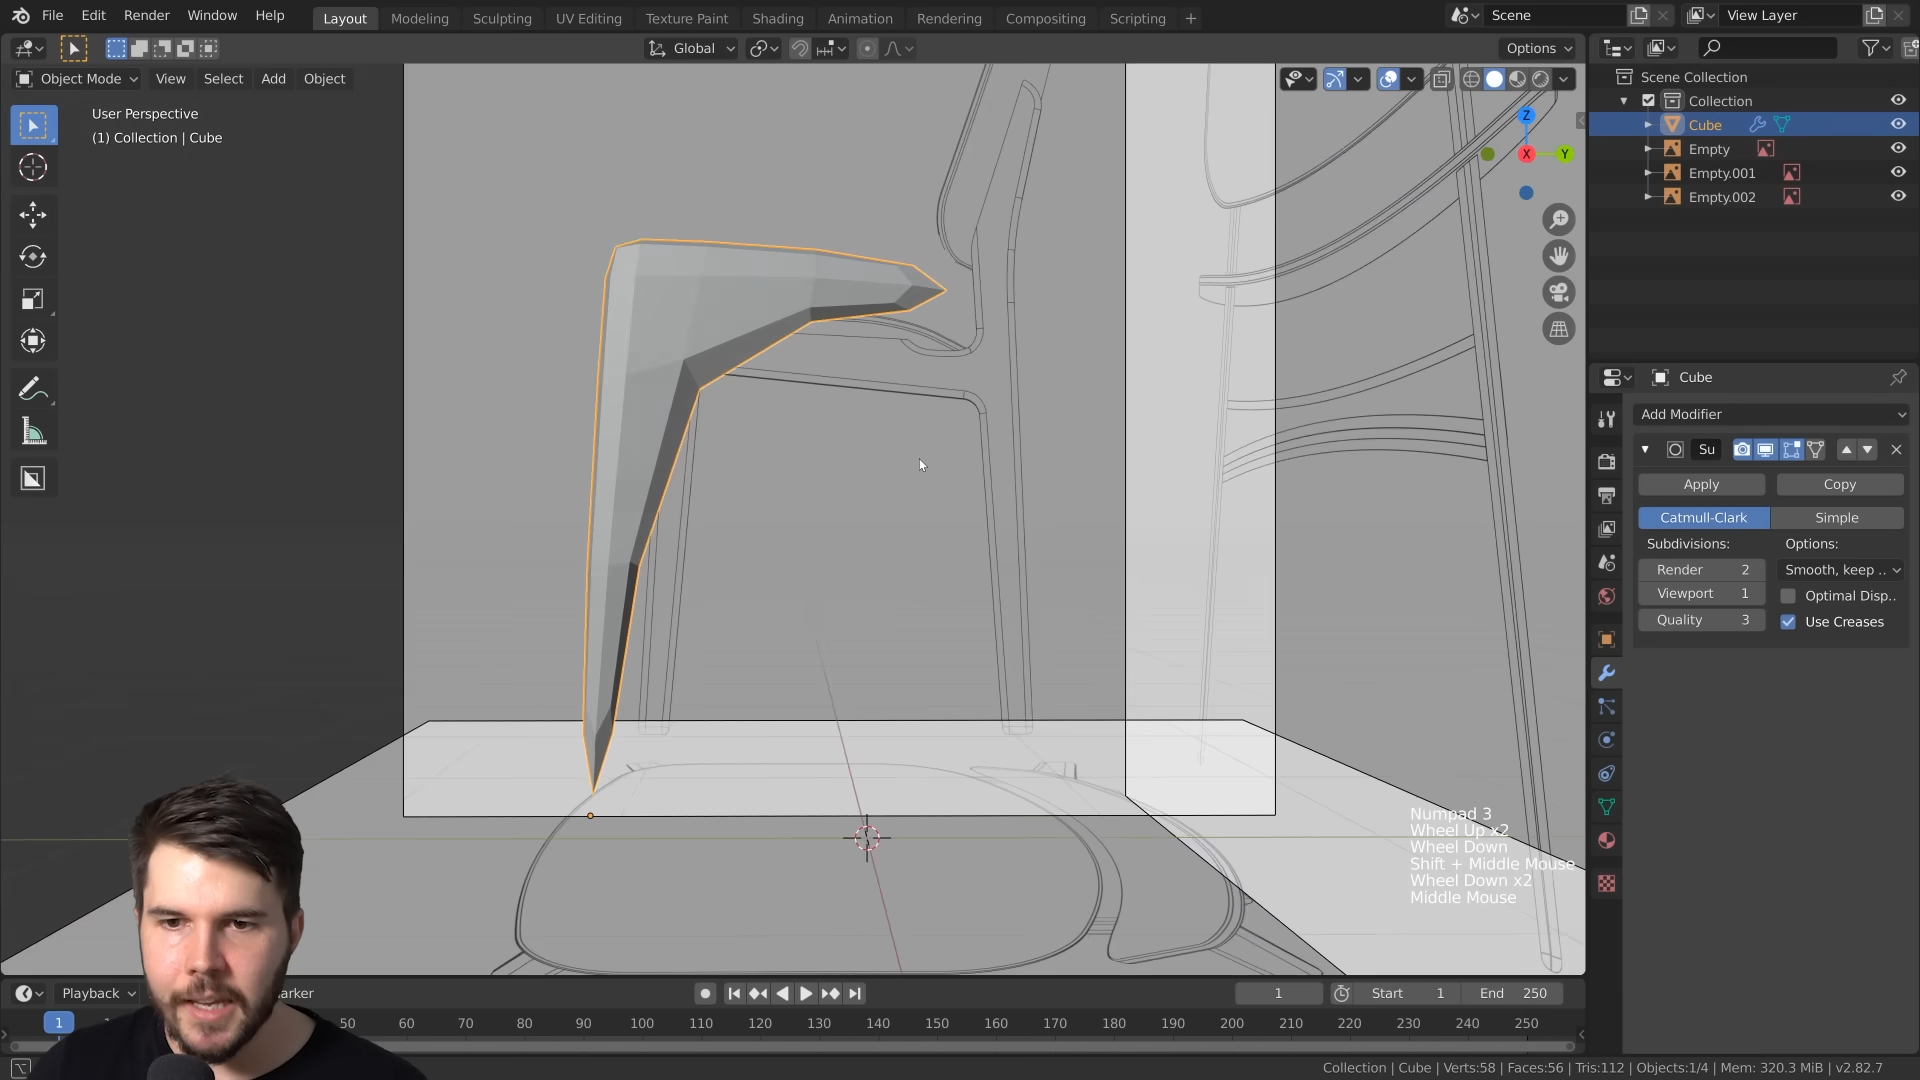 File Edit Render Window Help
Layout Modeling Sculpting UV Editing Texture Paint Shading Animation Rendering Compositing Scripting +
Scene
View Layer
Global
Options
Object Mode View Select Add Object
User Perspective
(1) Collection | Cube
Z
X
Y
Scene Collection
Collection
Cube
Empty
Empty.001
Empty.002
Cube
Add Modifier
Su
Apply Copy
Catmull-Clark Simple
Subdivisions: Options:
Render 2 Smooth, keep ..
Viewport 1 Optimal Disp..
Quality 3 Use Creases
Numpad 3
Wheel Up x2
Wheel Down
Shift + Middle Mouse
Wheel Down x2
Middle Mouse
Playback arker
1 Start 1 End 250
1 50 60 70 80 90 100 110 120 130 140 150 160 170 180 190 200 210 220 230 240 250
Collection | Cube | Verts:58 | Faces:56 | Tris:112 | Objects:1/4 | Mem: 320.3 MiB | v2.82.7